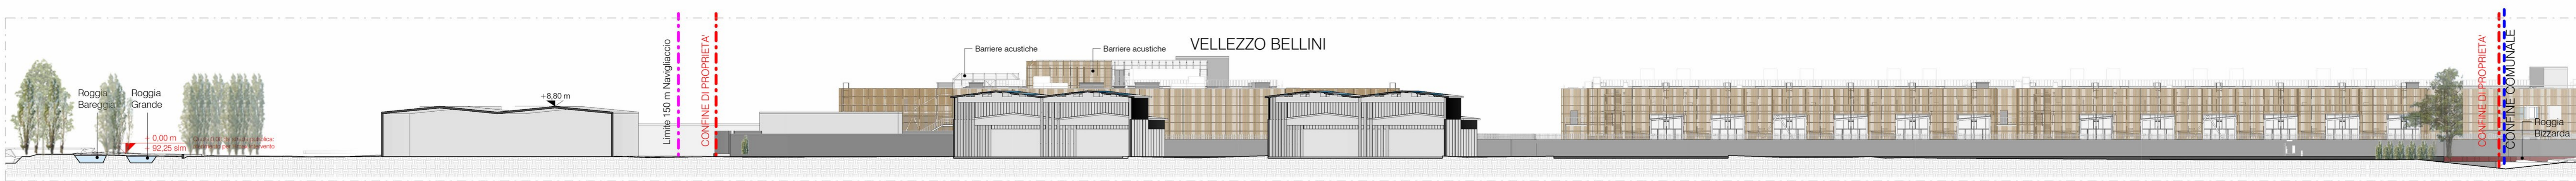 VELLEZZO BELLINI
Barriere acustiche
Barriere acustiche
Limite 150 m Navigliaccio
CONFINE DI PROPRIETA'
CONFINE DI PROPRIETA'
CONFINE COMUNALE
Roggia
Bareggia
Roggia
Grande
+8,80 m
+ 0,00 m
+ 92,25 slm
Roggia
Bizzarda